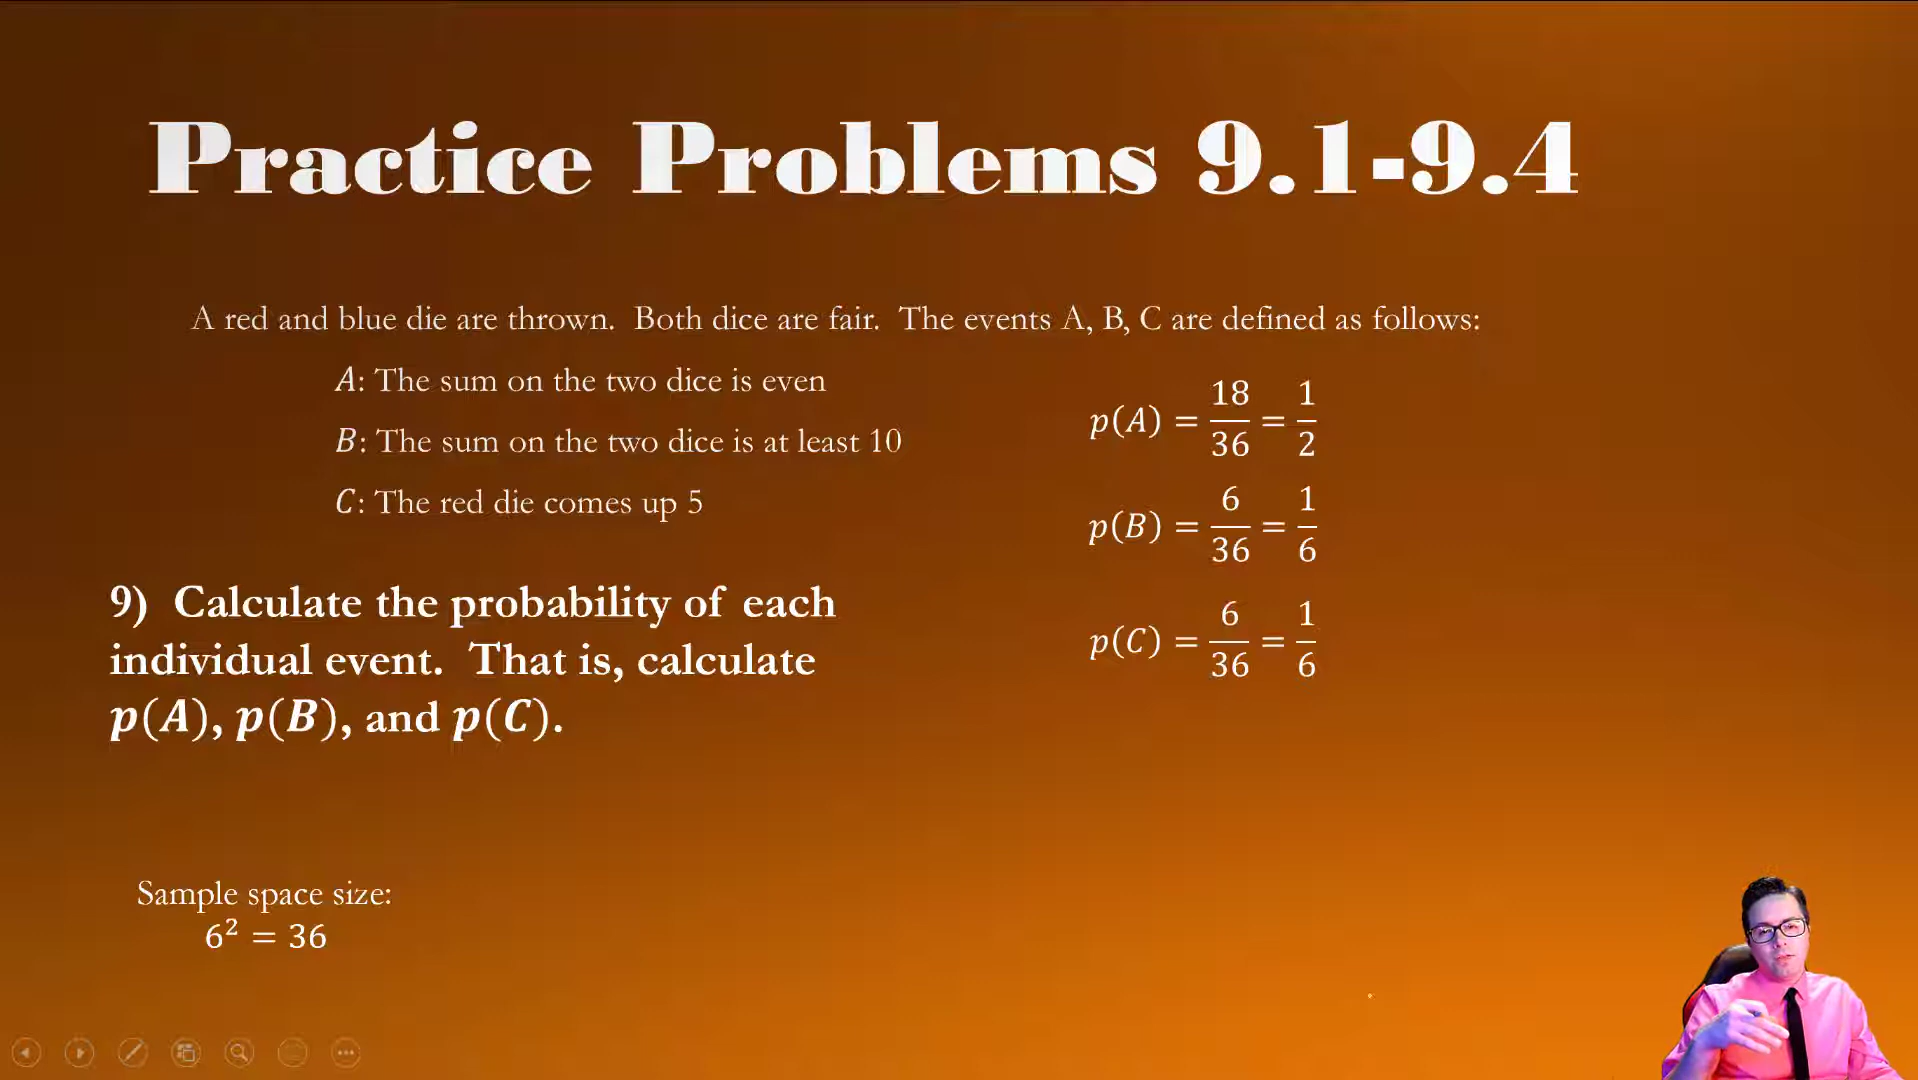 Practice Problems 9.1-9.4
A red and blue die are thrown. Both dice are fair. The events A, B, C are defined as follows:
A: The sum on the two dice is even
B: The sum on the two dice is at least 10
C: The red die comes up 5
p(A) = 18/36 = 1/2
p(B) = 6/36 = 1/6
p(C) = 6/36 = 1/6
9) Calculate the probability of each
individual event. That is, calculate
p(A), p(B), and p(C).
Sample space size:
6² = 36